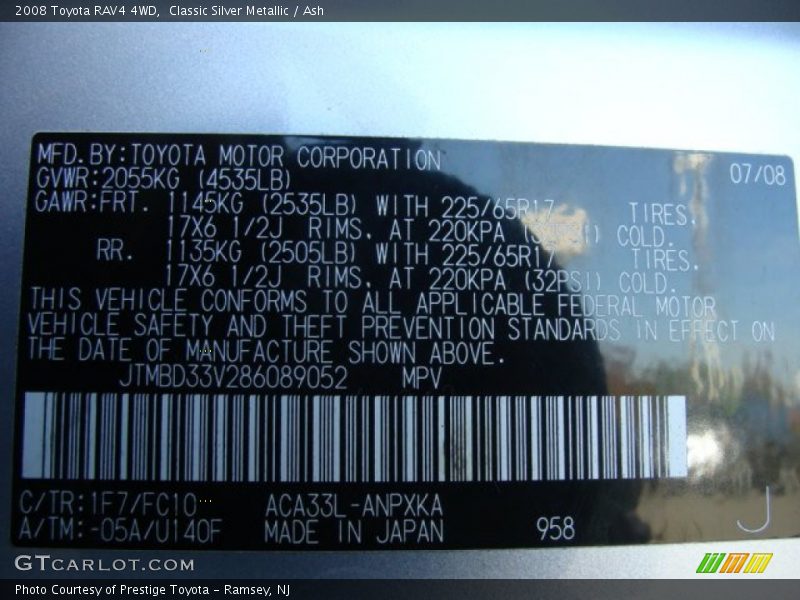 2008 Toyota RAV4 4WD, Classic Silver Metallic / Ash
MFD.BY:TOYOTA MOTOR CORPORATION 07/08
GVWR:2055KG (4535LB)
GAWR:FRT. 1145KG (2535LB) WITH 225/65R17 TIRES,
17X6 1/2J RIMS, AT 220KPA COLD.
RR. 1135KG (2505LB) WITH 225/65R17 TIRES,
17X6 1/2J RIMS, AT 220KPA (32PSI) COLD.
THIS VEHICLE CONFORMS TO ALL APPLICABLE FEDERAL MOTOR
VEHICLE SAFETY AND THEFT PREVENTION STANDARDS IN EFFECT ON
THE DATE OF MANUFACTURE SHOWN ABOVE.
JTMBD33V286089052 MPV
C/TR:1F7/FC10 ACA33L-ANPXKA
A/TM:-05A/U140F MADE IN JAPAN 958 J
GTCARLOT.COM
Photo Courtesy of Prestige Toyota - Ramsey, NJ